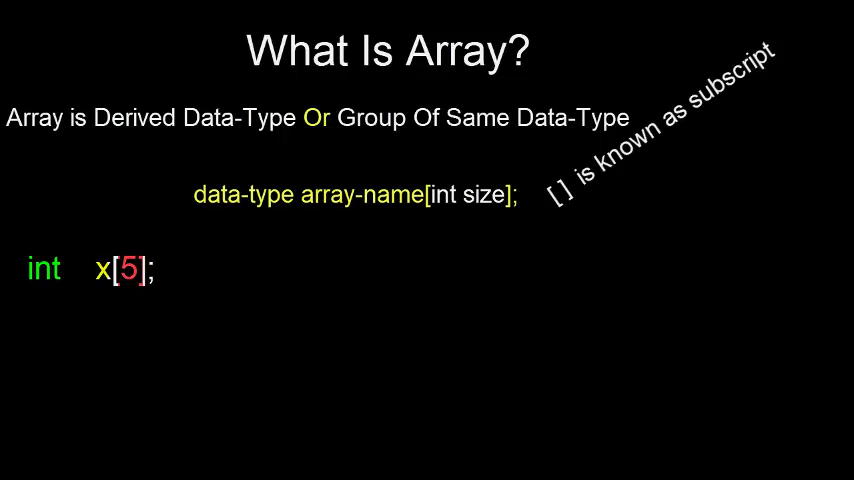 What Is Array?
Array is Derived Data-Type Or Group Of Same Data-Type
data-type array-name[int size];
[ ] is known as subscript
int x[5];